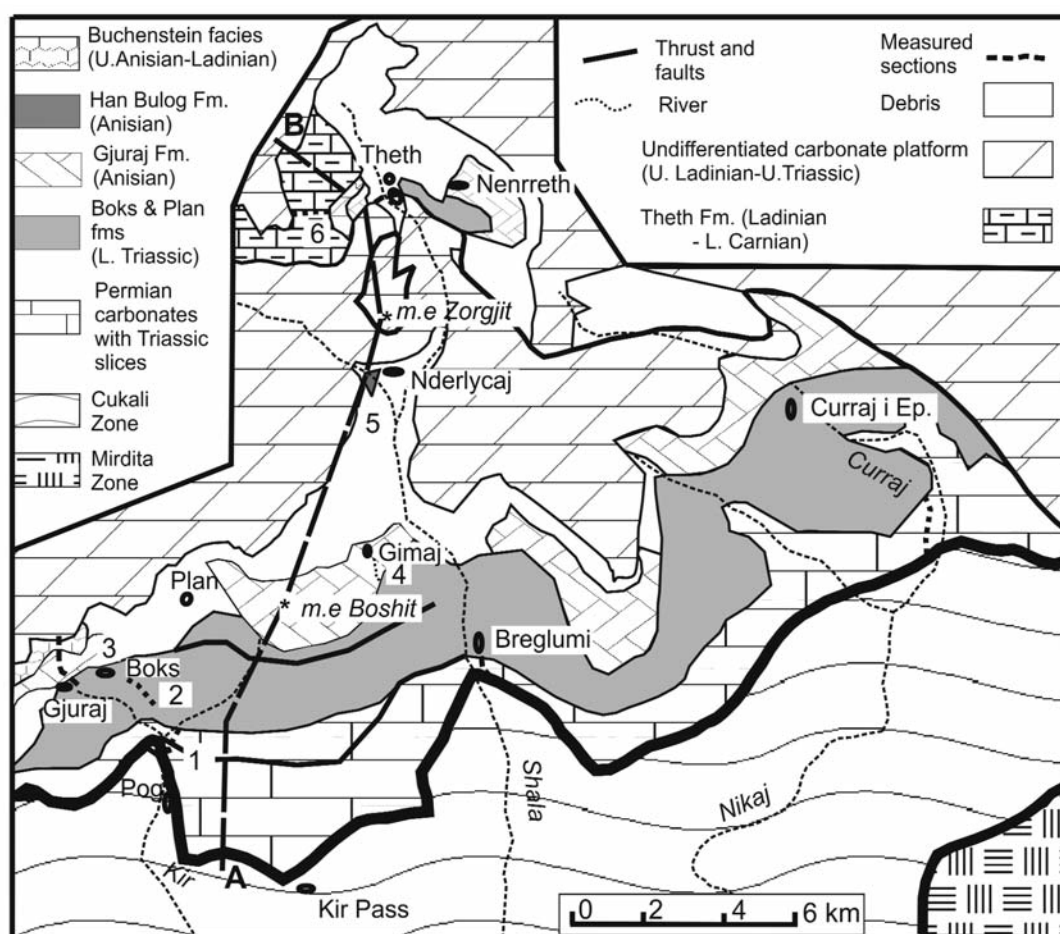 Buchenstein facies
(U.Anisian-Ladinian)
Han Bulog Fm.
(Anisian)
Gjuraj Fm.
(Anisian)
Boks & Plan
fms
(L. Triassic)
Permian
carbonates
with Triassic
slices
Cukali
Zone
Mirdita
Zone
Thrust and
faults
River
Measured
sections
Debris
Undifferentiated carbonate platform
(U. Ladinian-U.Triassic)
Theth Fm. (Ladinian
- L. Carnian)
B
Theth
Nenrreth
6
* m.e Zorgjit
Nderlycaj
5
Curraj i Ep.
Curraj
Gimaj
4
Plan
* m.e Boshit
Breglumi
3
Boks
2
Gjuraj
1
Pog
Shala
Nikaj
Kir
A
Kir Pass
0 2 4 6 km